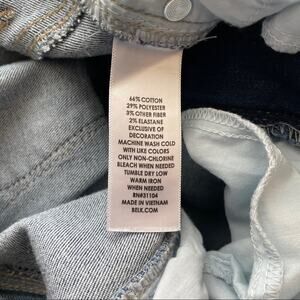 66% COTTON
29% POLYESTER
3% OTHER FIBER
2% ELASTANE
EXCLUSIVE OF
DECORATION
MACHINE WASH COLD
WITH LIKE COLORS
ONLY NON-CHLORINE
BLEACH WHEN NEEDED
TUMBLE DRY LOW
WARM IRON
WHEN NEEDED
RN#31104
MADE IN VIETNAM
BELK.COM